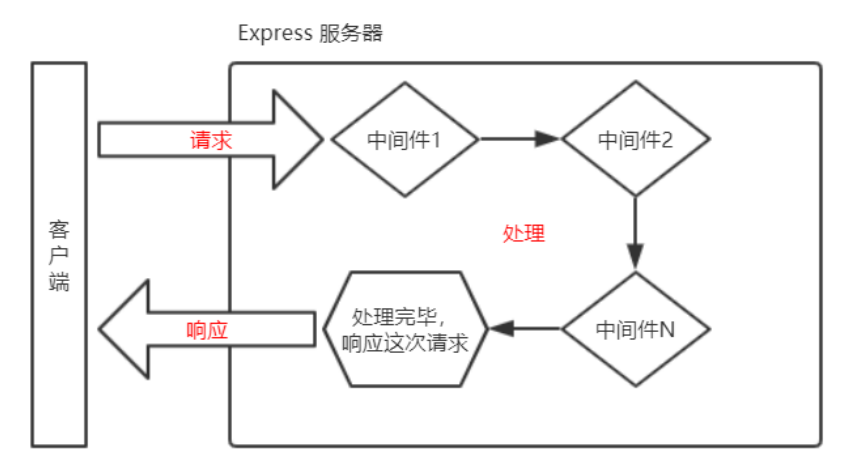 Express 服务器
客户端
请求
中间件1
中间件2
处理
响应
处理完毕，
响应这次请求
中间件N